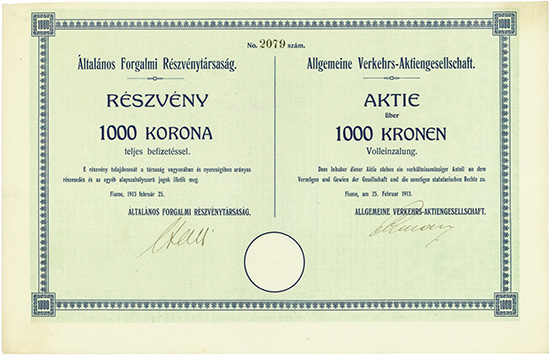 1000
1000
No. 2079 szám.
Általános Forgalmi Részvénytársaság.
RÉSZVÉNY
1000 KORONA
teljes befizetéssel.
E részvény tulajdonosát a társaság vagyonában és nyereségében arányos
részesedés és az egyéb alapszabályszerű jogok illetik meg.
Fiume, 1913 február 25.
ÁLTALÁNOS FORGALMI RÉSZVÉNYTÁRSASÁG.
Allgemeine Verkehrs-Aktiengesellschaft.
AKTIE
über
1000 KRONEN
Volleinzalung.
Dem Inhaber dieser Aktie stehen ein verhältnismässiger Anteil an dem
Vermögen und Gewinn der Gesellschaft und die sonstigen statutarischen Rechte zu.
Fiume, am 25. Februar 1913.
ALLGEMEINE VERKEHRS-AKTIENGESELLSCHAFT.
1000
1000